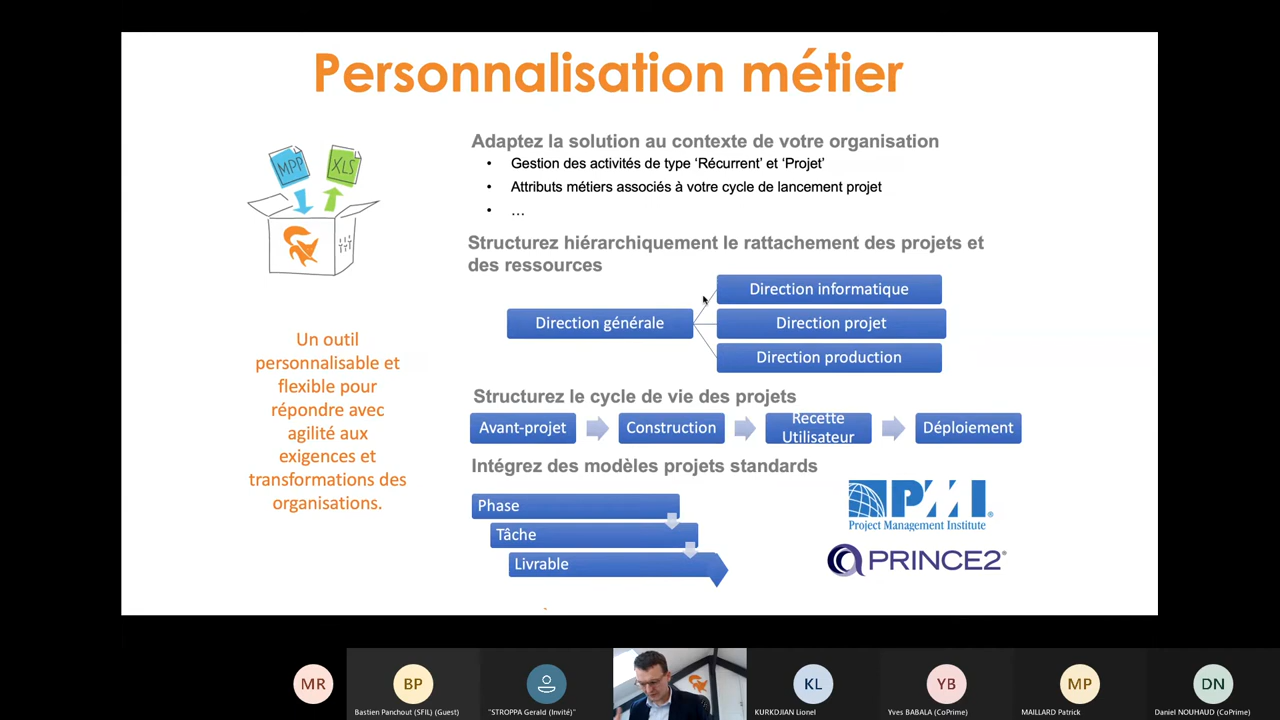 Personnalisation métier
MPP
XLS
Adaptez la solution au contexte de votre organisation
• Gestion des activités de type ‘Récurrent’ et ‘Projet’
• Attributs métiers associés à votre cycle de lancement projet
• …
Structurez hiérarchiquement le rattachement des projets et
des ressources
Direction générale
Direction informatique
Direction projet
Direction production
Un outil
personnalisable et
flexible pour
répondre avec
agilité aux
exigences et
transformations des
organisations.
Structurez le cycle de vie des projets
Avant-projet
Construction
Recette
Utilisateur
Déploiement
Intégrez des modèles projets standards
Phase
Tâche
Livrable
PMI®
Project Management Institute
PRINCE2®
MR
BP
KL
YB
MP
DN
Bastien Panchout (SFIL) (Guest)
"STROPPA Gerald (Invité)"
KURKDJIAN Lionel
Yves BABALA (CoPrime)
MAILLARD Patrick
Daniel NOUHAUD (CoPrime)